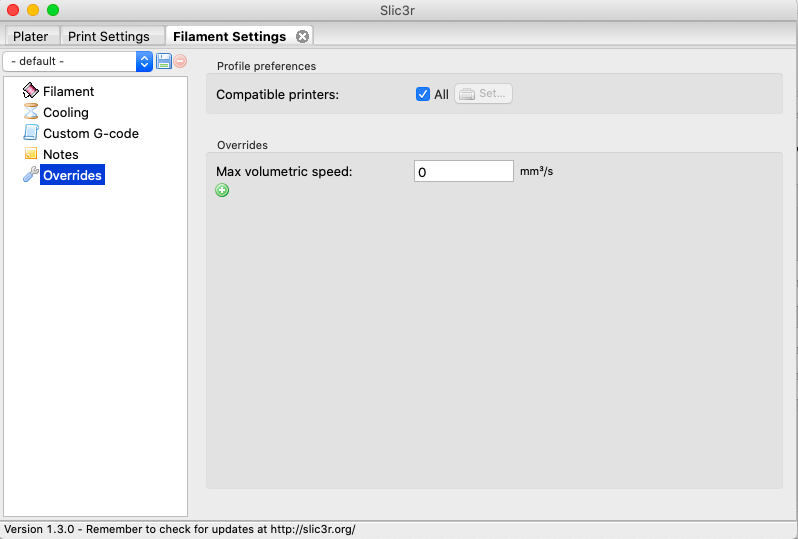 Slic3r
Plater Print Settings Filament Settings
- default -
Filament
Cooling
Custom G-code
Notes
Overrides
Profile preferences
Compatible printers: All Set...
Overrides
Max volumetric speed: 0 mm³/s
Version 1.3.0 - Remember to check for updates at http://slic3r.org/